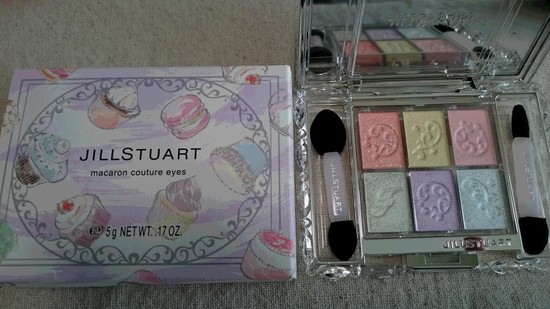 JILLSTUART
macaron couture eyes
5g NET WT. .17 OZ.
JILLSTUART